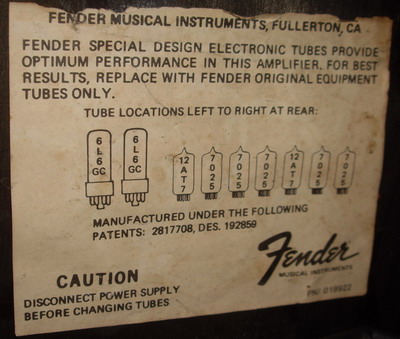 FENDER MUSICAL INSTRUMENTS, FULLERTON, CA
FENDER SPECIAL DESIGN ELECTRONIC TUBES PROVIDE
OPTIMUM PERFORMANCE IN THIS AMPLIFIER. FOR BEST
RESULTS, REPLACE WITH FENDER ORIGINAL EQUIPMENT
TUBES ONLY.
TUBE LOCATIONS LEFT TO RIGHT AT REAR:
6L6GC
6L6GC
12AT7
7025
7025
7025
12AT7
7025
7025
MANUFACTURED UNDER THE FOLLOWING
PATENTS: 2817708, DES. 192859
Fender
MUSICAL INSTRUMENTS
CAUTION
DISCONNECT POWER SUPPLY
BEFORE CHANGING TUBES
018922